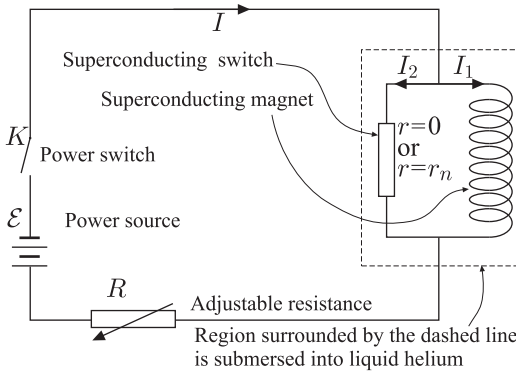 I
Superconducting switch
I₂ I₁
Superconducting magnet
r=0
or
r=rₙ
K
Power switch
ℰ
Power source
R
Adjustable resistance
Region surrounded by the dashed line
is submersed into liquid helium